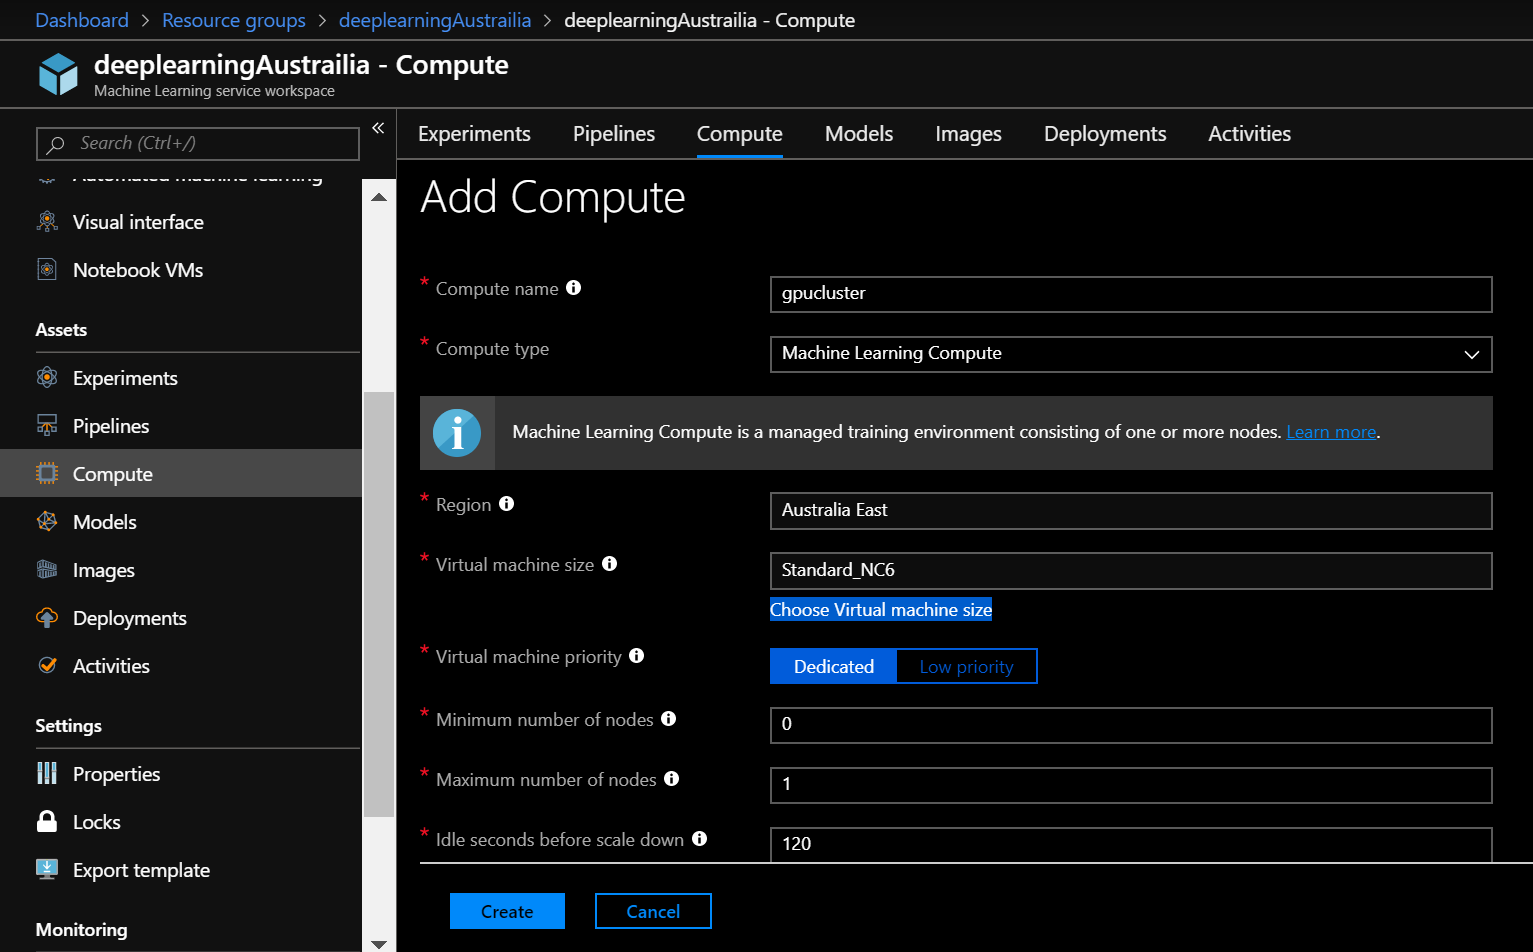 Dashboard > Resource groups > deeplearningAustrailia > deeplearningAustrailia - Compute
deeplearningAustrailia - Compute
Machine Learning service workspace
Search (Ctrl+/)
«
Automated machine learning
Visual interface
Notebook VMs
Assets
Experiments
Pipelines
Compute
Models
Images
Deployments
Activities
Settings
Properties
Locks
Export template
Monitoring
Experiments Pipelines Compute Models Images Deployments Activities
Add Compute
* Compute name
gpucluster
* Compute type
Machine Learning Compute
Machine Learning Compute is a managed training environment consisting of one or more nodes. Learn more.
* Region
Australia East
* Virtual machine size
Standard_NC6
Choose Virtual machine size
* Virtual machine priority
Dedicated Low priority
* Minimum number of nodes
0
* Maximum number of nodes
1
* Idle seconds before scale down
120
Create Cancel